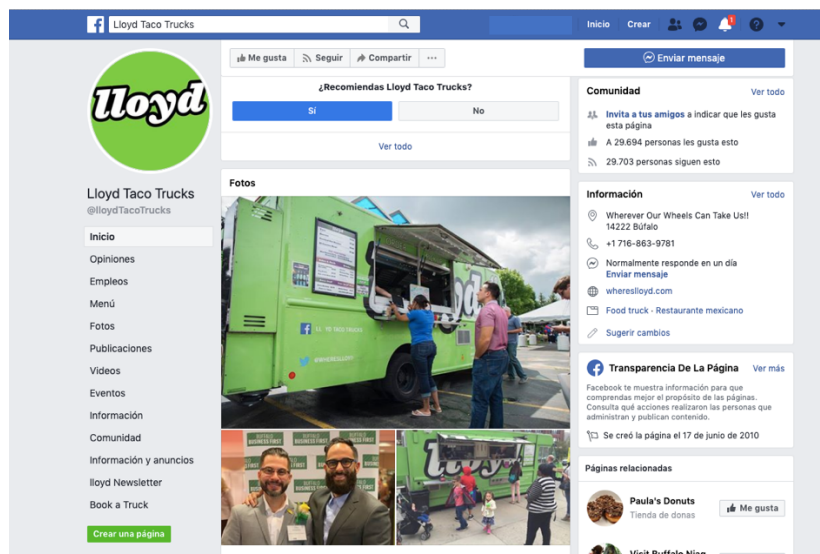 Lloyd Taco Trucks
Inicio
Crear
1
lloyd
Lloyd Taco Trucks
@lloydTacoTrucks
Inicio
Opiniones
Empleos
Menú
Fotos
Publicaciones
Videos
Eventos
Información
Comunidad
Información y anuncios
lloyd Newsletter
Book a Truck
Crear una página
Me gusta
Seguir
Compartir
...
¿Recomiendas Lloyd Taco Trucks?
Sí
No
Ver todo
Fotos
BUFFALO
BUSINESS FIRST
lloyd
Enviar mensaje
Comunidad
Ver todo
Invita a tus amigos a indicar que les gusta
esta página
A 29.694 personas les gusta esto
29.703 personas siguen esto
Información
Ver todo
Wherever Our Wheels Can Take Us!!
14222 Búfalo
+1 716-863-9781
Normalmente responde en un día
Enviar mensaje
whereslloyd.com
Food truck · Restaurante mexicano
Sugerir cambios
Transparencia De La Página
Ver más
Facebook te muestra información para que
comprendas mejor el propósito de las páginas.
Consulta qué acciones realizaron las personas que
administran y publican contenido.
Se creó la página el 17 de junio de 2010
Páginas relacionadas
Paula's Donuts
Tienda de donas
Me gusta